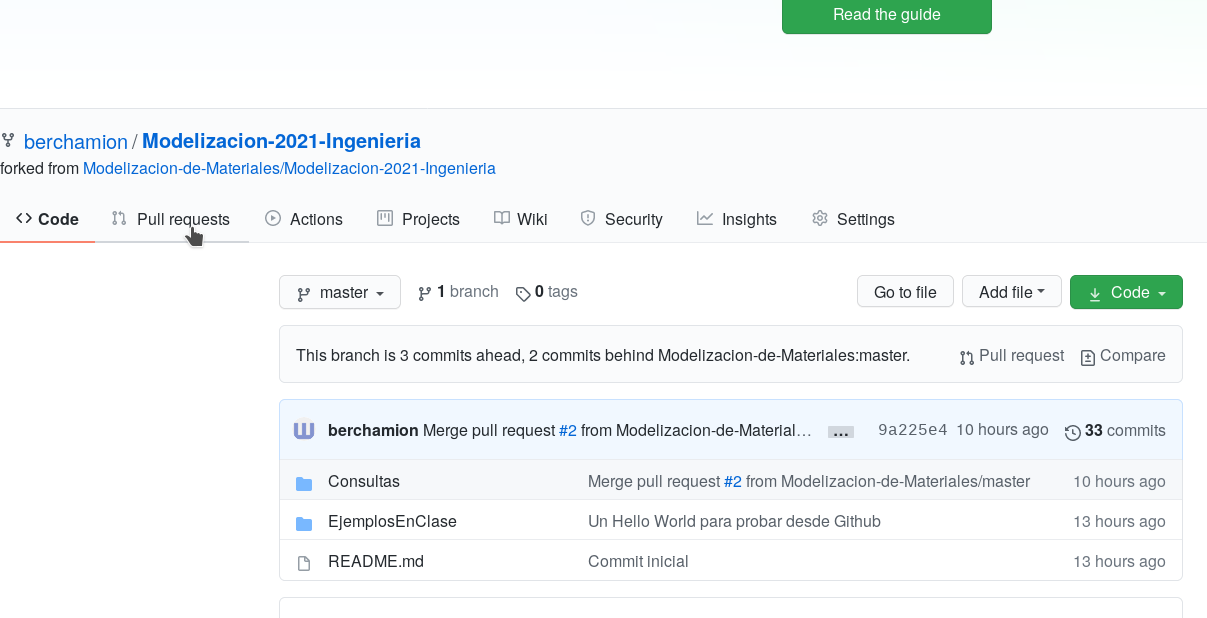 Read the guide
berchamion / Modelizacion-2021-Ingenieria
forked from Modelizacion-de-Materiales/Modelizacion-2021-Ingenieria
<> Code Pull requests Actions Projects Wiki Security Insights Settings
master 1 branch 0 tags Go to file Add file Code
This branch is 3 commits ahead, 2 commits behind Modelizacion-de-Materiales:master. Pull request Compare
berchamion Merge pull request #2 from Modelizacion-de-Material… ... 9a225e4 10 hours ago 33 commits
Consultas Merge pull request #2 from Modelizacion-de-Materiales/master 10 hours ago
EjemplosEnClase Un Hello World para probar desde Github 13 hours ago
README.md Commit inicial 13 hours ago